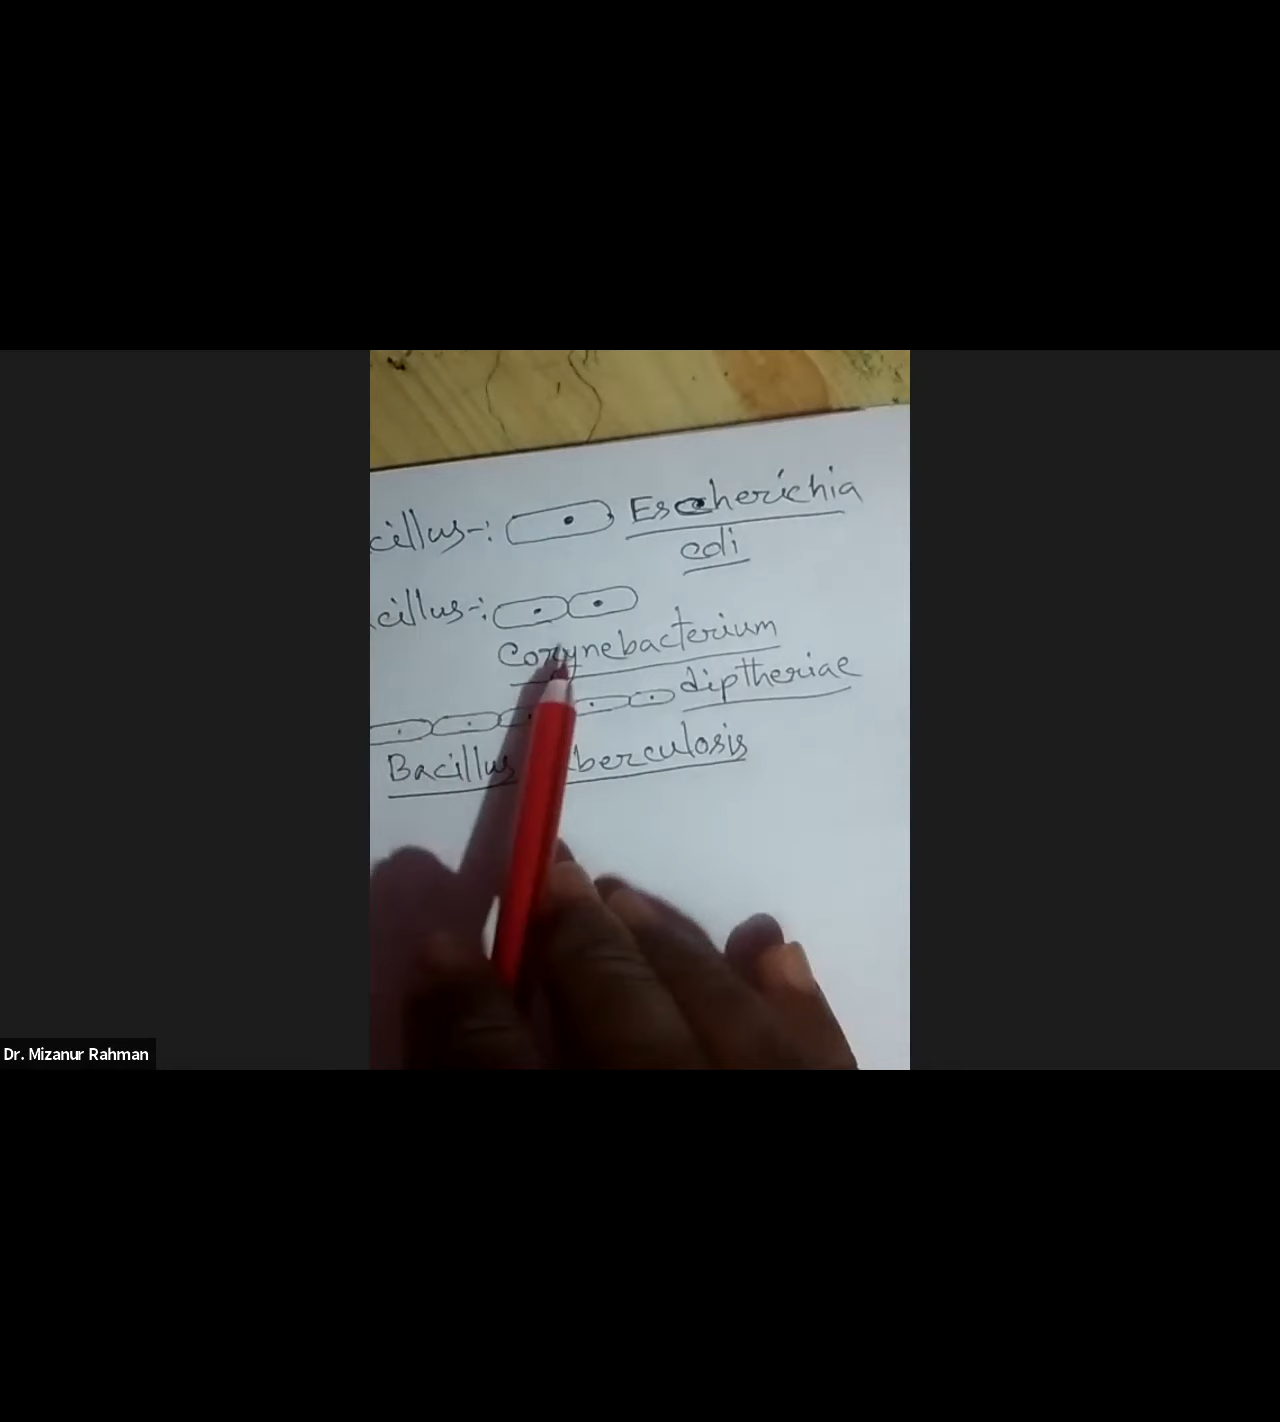 cillus-: Escherichia
coli
cillus-:
Corynebacterium
diptheriae
Bacillus berculosis
Dr. Mizanur Rahman